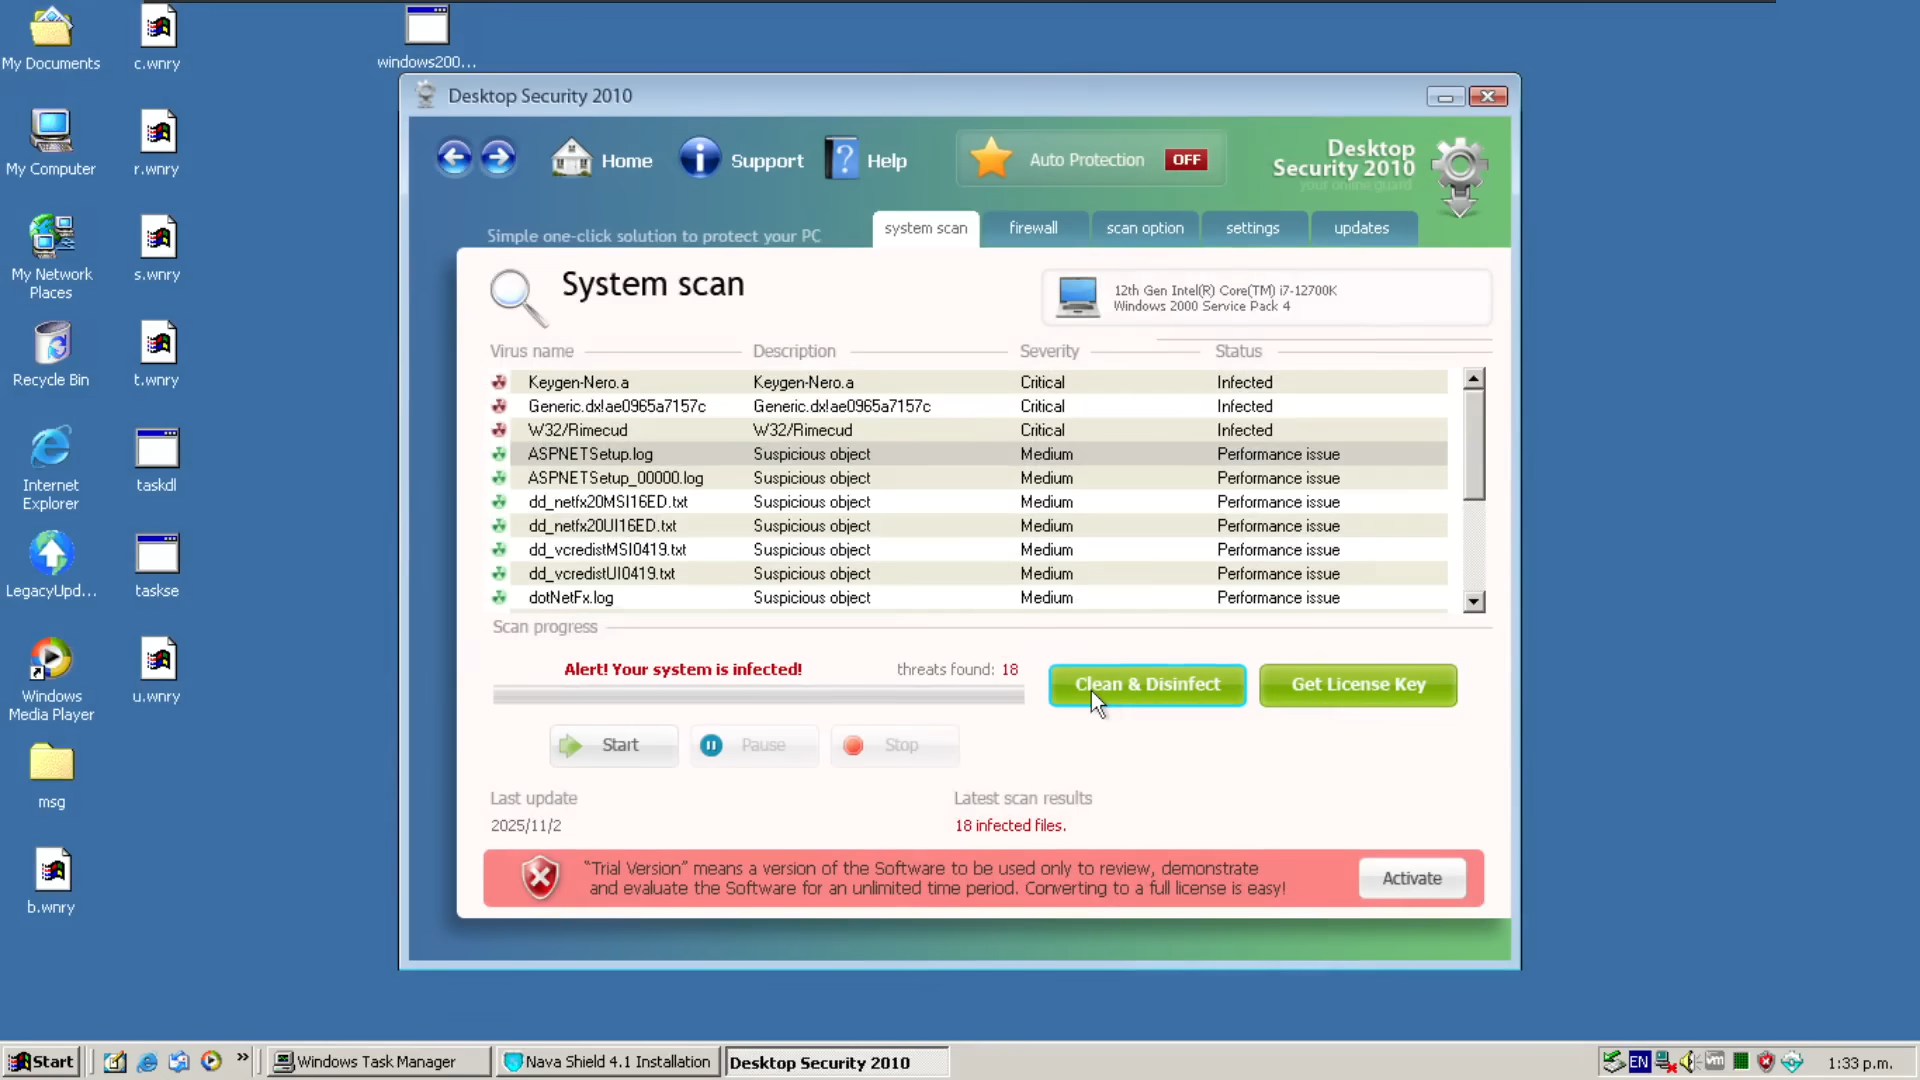 My Documents
c.wnry
windows200...
My Computer
r.wnry
My Network
Places
s.wnry
Recycle Bin
t.wnry
Internet
Explorer
taskdl
LegacyUpd...
taskse
Windows
Media Player
u.wnry
msg
b.wnry
Desktop Security 2010
Home
Support
Help
Auto Protection
OFF
Desktop
Security 2010
your online guard
Simple one-click solution to protect your PC
system scan
firewall
scan option
settings
updates
System scan
12th Gen Intel(R) Core(TM) i7-12700K
Windows 2000 Service Pack 4
Virus name Description Severity Status
Keygen-Nero.a Keygen-Nero.a Critical Infected
Generic.dx!ae0965a7157c Generic.dx!ae0965a7157c Critical Infected
W32/Rimecud W32/Rimecud Critical Infected
ASPNETSetup.log Suspicious object Medium Performance issue
ASPNETSetup_00000.log Suspicious object Medium Performance issue
dd_netfx20MSI16ED.txt Suspicious object Medium Performance issue
dd_netfx20UI16ED.txt Suspicious object Medium Performance issue
dd_vcredistMSI0419.txt Suspicious object Medium Performance issue
dd_vcredistUI0419.txt Suspicious object Medium Performance issue
dotNetFx.log Suspicious object Medium Performance issue
Scan progress
Alert! Your system is infected!
threats found: 18
Clean & Disinfect
Get License Key
Start
Pause
Stop
Last update
2025/11/2
Latest scan results
18 infected files.
"Trial Version" means a version of the Software to be used only to review, demonstrate
and evaluate the Software for an unlimited time period. Converting to a full license is easy!
Activate
Start
Windows Task Manager
Nava Shield 4.1 Installation
Desktop Security 2010
EN
vm
1:33 p.m.